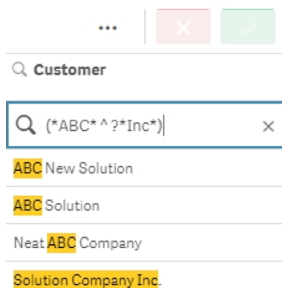 Customer
(*ABC* ^ ?*Inc*)
ABC New Solution
ABC Solution
Neat ABC Company
Solution Company Inc.